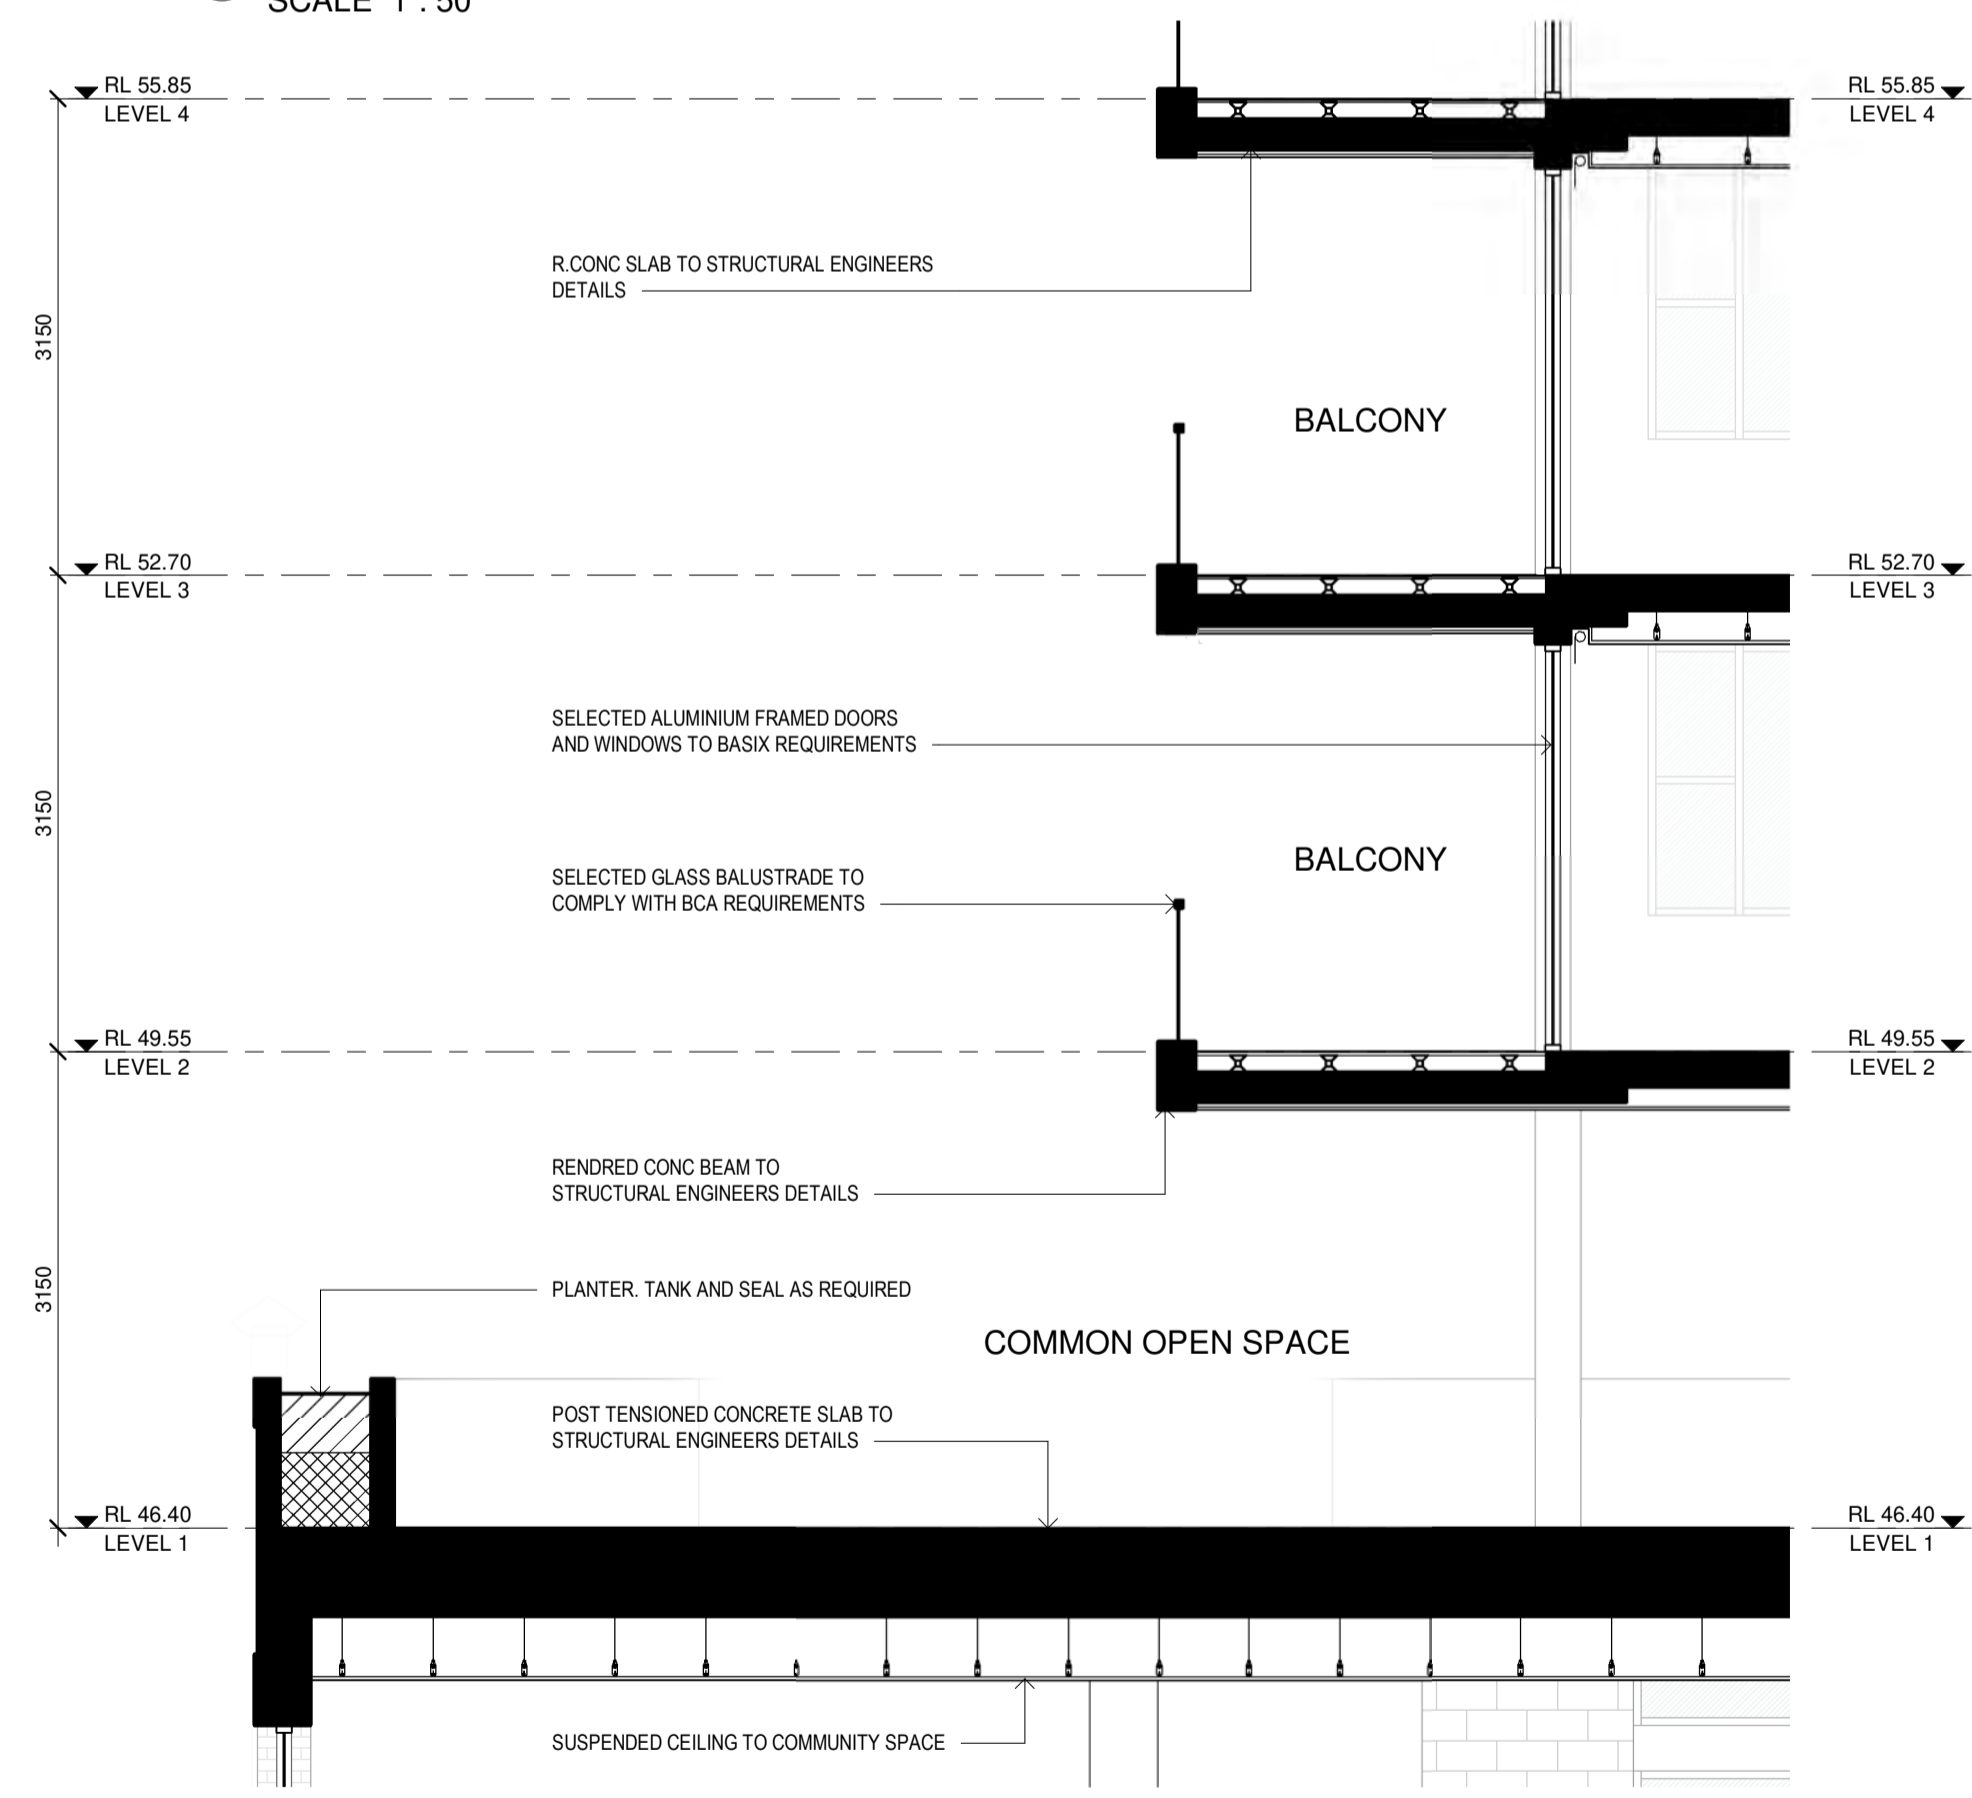 SCALE 1 : 50
RL 55.85
LEVEL 4
RL 55.85
LEVEL 4
R.CONC SLAB TO STRUCTURAL ENGINEERS
DETAILS
3150
BALCONY
RL 52.70
LEVEL 3
RL 52.70
LEVEL 3
SELECTED ALUMINIUM FRAMED DOORS
AND WINDOWS TO BASIX REQUIREMENTS
3150
BALCONY
SELECTED GLASS BALUSTRADE TO
COMPLY WITH BCA REQUIREMENTS
RL 49.55
LEVEL 2
RL 49.55
LEVEL 2
RENDRED CONC BEAM TO
STRUCTURAL ENGINEERS DETAILS
3150
PLANTER. TANK AND SEAL AS REQUIRED
COMMON OPEN SPACE
POST TENSIONED CONCRETE SLAB TO
STRUCTURAL ENGINEERS DETAILS
RL 46.40
LEVEL 1
RL 46.40
LEVEL 1
SUSPENDED CEILING TO COMMUNITY SPACE